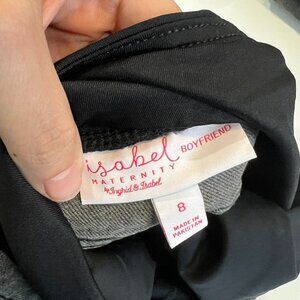 isabel
MATERNITY
by Ingrid & Isabel
BOYFRIEND
8
MADE IN
PAKISTAN